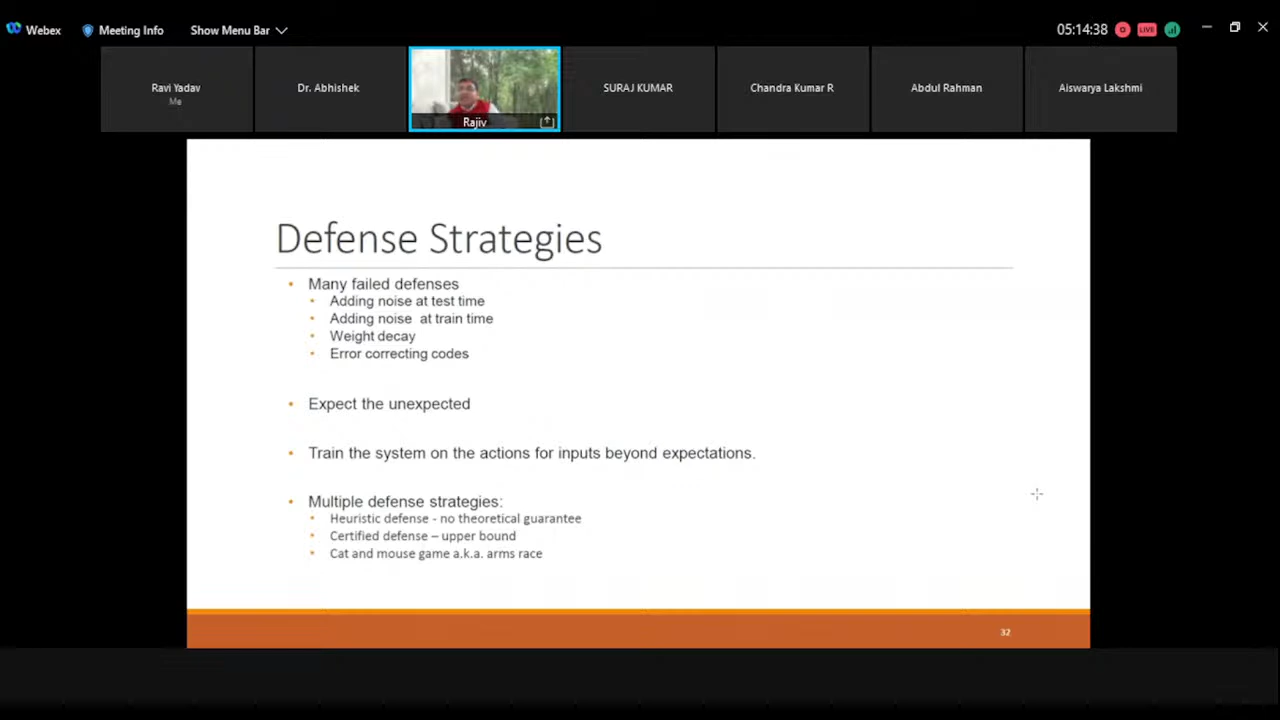 Webex
Meeting Info
Show Menu Bar
05:14:38
LIVE
Ravi Yadav
Me
Dr. Abhishek
Rajiv
SURAJ KUMAR
Chandra Kumar R
Abdul Rahman
Aiswarya Lakshmi
Defense Strategies
• Many failed defenses
• Adding noise at test time
• Adding noise at train time
• Weight decay
• Error correcting codes
• Expect the unexpected
• Train the system on the actions for inputs beyond expectations.
• Multiple defense strategies:
• Heuristic defense - no theoretical guarantee
• Certified defense – upper bound
• Cat and mouse game a.k.a. arms race
32